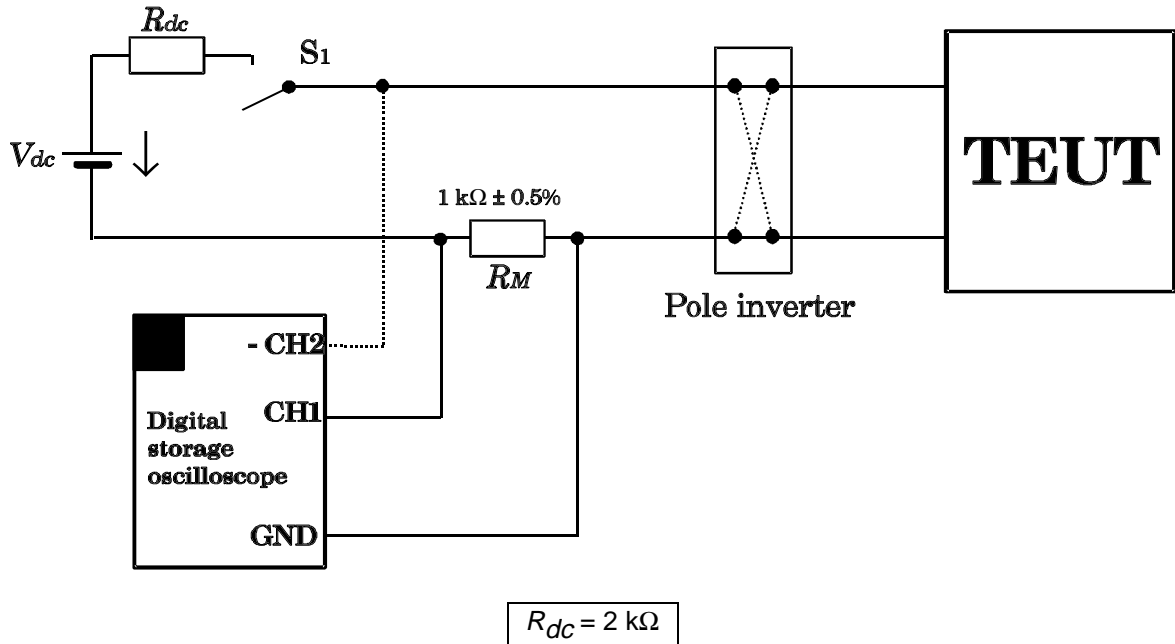 Rdc
S1
Vdc
TEUT
1 kΩ ± 0.5%
RM
Pole inverter
- CH2
CH1
Digital
storage
oscilloscope
GND
Rdc = 2 kΩ